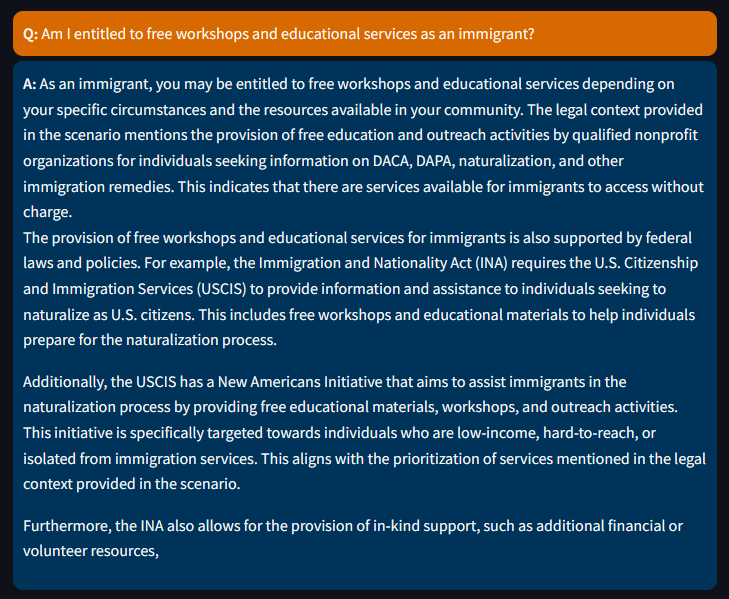 Q: Am I entitled to free workshops and educational services as an immigrant?
A: As an immigrant, you may be entitled to free workshops and educational services depending on
your specific circumstances and the resources available in your community. The legal context provided
in the scenario mentions the provision of free education and outreach activities by qualified nonprofit
organizations for individuals seeking information on DACA, DAPA, naturalization, and other
immigration remedies. This indicates that there are services available for immigrants to access without
charge.
The provision of free workshops and educational services for immigrants is also supported by federal
laws and policies. For example, the Immigration and Nationality Act (INA) requires the U.S. Citizenship
and Immigration Services (USCIS) to provide information and assistance to individuals seeking to
naturalize as U.S. citizens. This includes free workshops and educational materials to help individuals
prepare for the naturalization process.
Additionally, the USCIS has a New Americans Initiative that aims to assist immigrants in the
naturalization process by providing free educational materials, workshops, and outreach activities.
This initiative is specifically targeted towards individuals who are low-income, hard-to-reach, or
isolated from immigration services. This aligns with the prioritization of services mentioned in the legal
context provided in the scenario.
Furthermore, the INA also allows for the provision of in-kind support, such as additional financial or
volunteer resources,